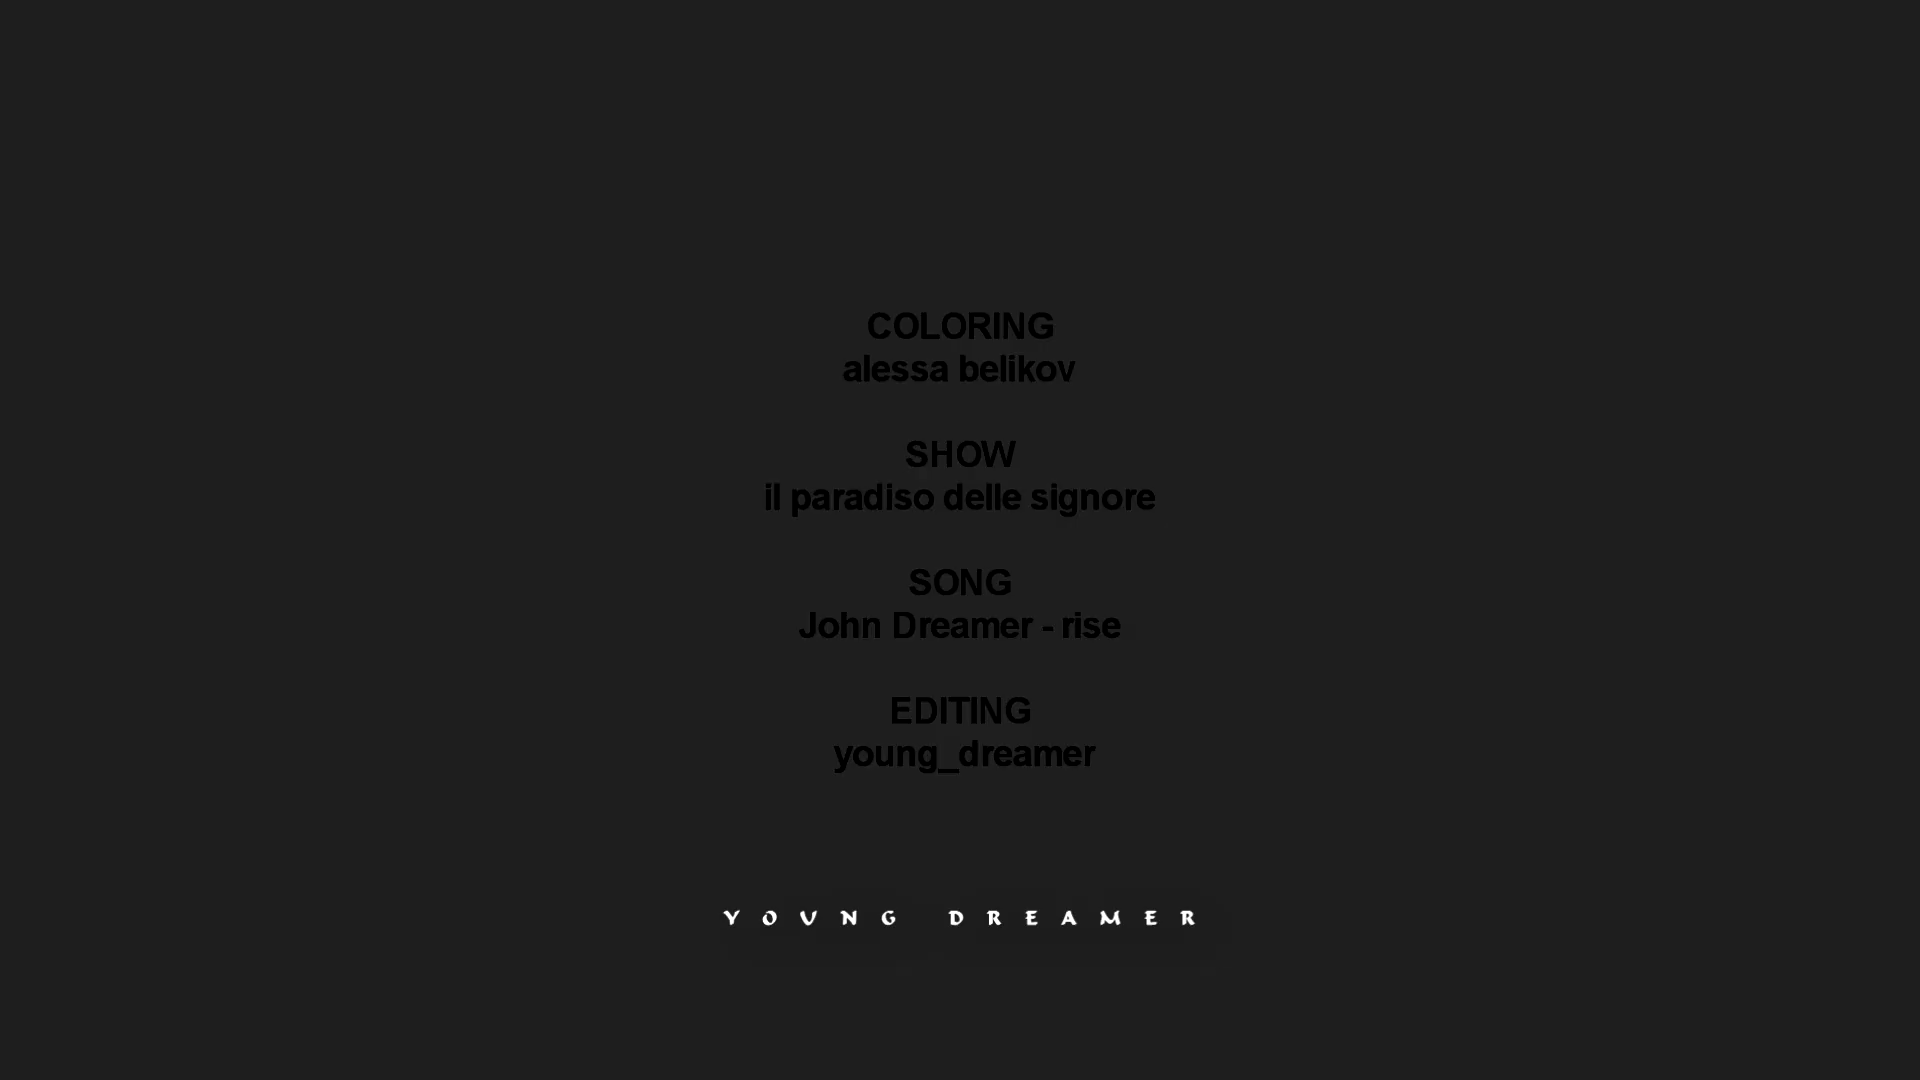 COLORING
alessa belikov
SHOW
il paradiso delle signore
SONG
John Dreamer - rise
EDITING
young_dreamer
YOUNG DREAMER